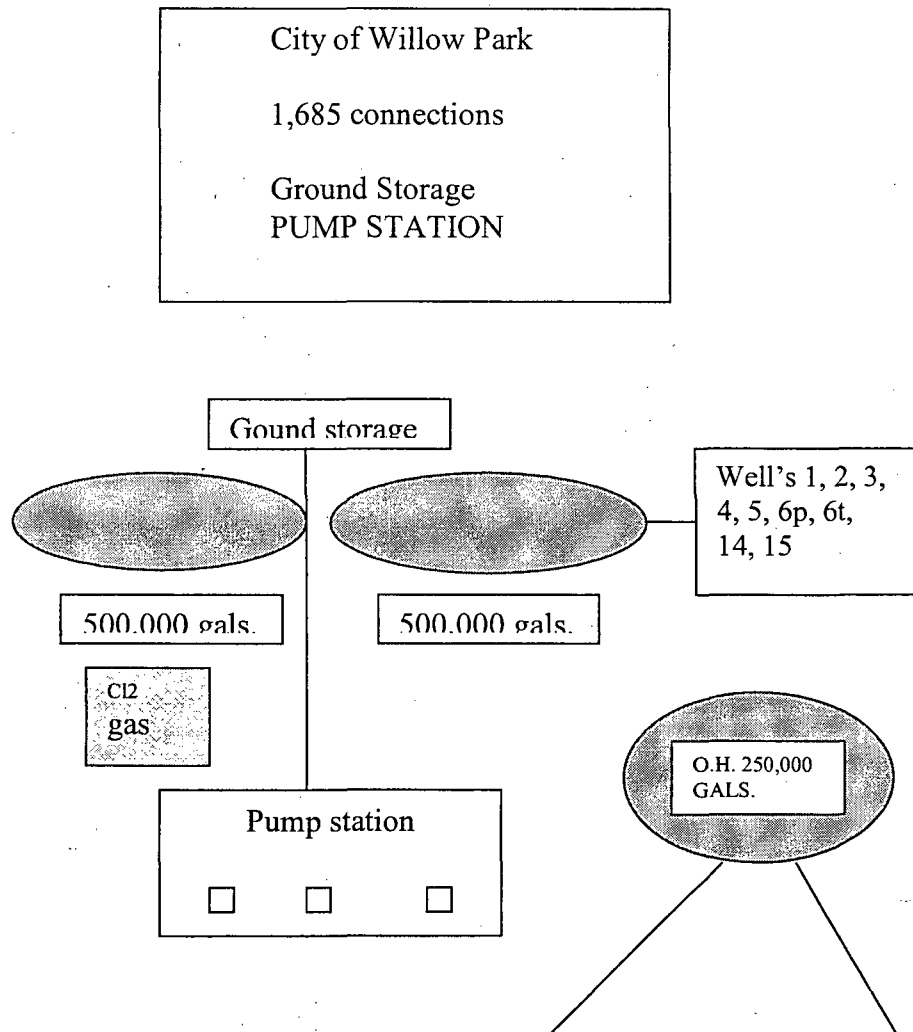 City of Willow Park
1,685 connections
Ground Storage
PUMP STATION
Gound storage
Well's 1, 2, 3,
4, 5, 6p, 6t,
14, 15
500,000 gals.
500,000 gals.
Cl2
gas
O.H. 250,000
GALS.
Pump station